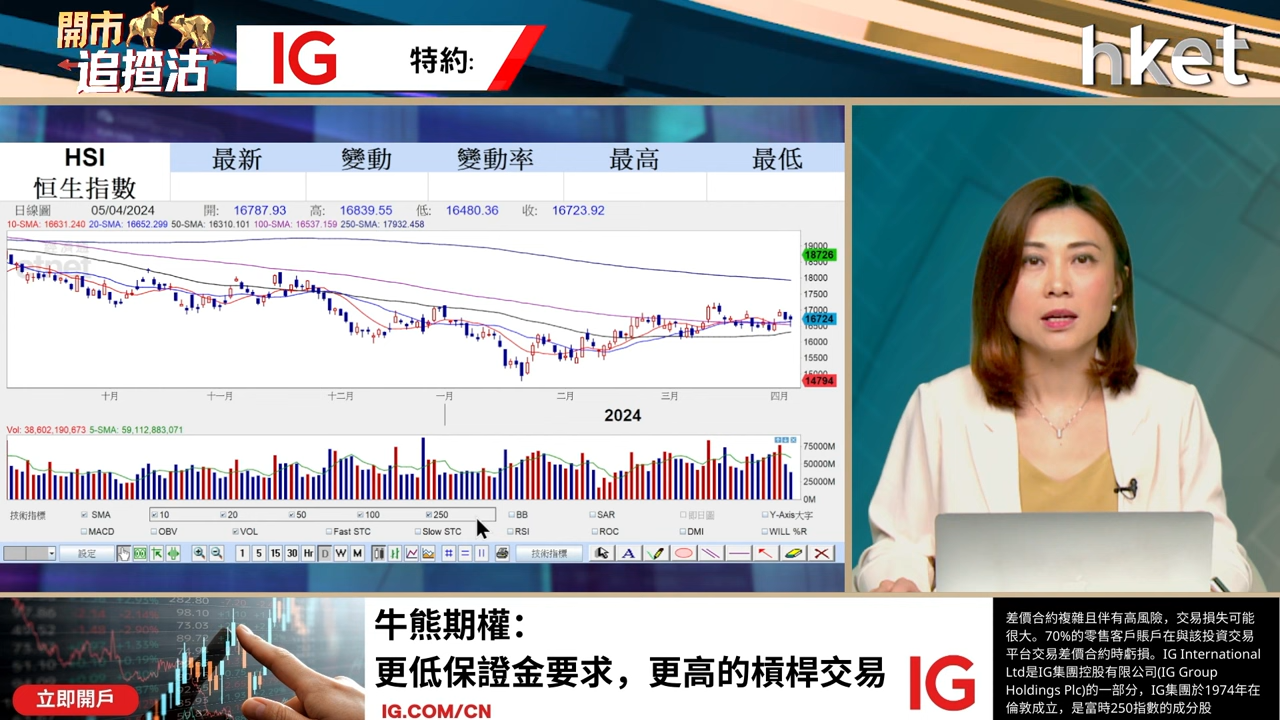 開市
追揸沽
IG
特約:
hket
HSI
恒生指數
最新
變動
變動率
最高
最低
日線圖 05/04/2024 開: 16787.93 高: 16839.55 低: 16480.36 收: 16723.92
10-SMA: 16631.240 20-SMA: 16652.299 50-SMA: 16310.101 100-SMA: 16537.159 250-SMA: 17932.458
etnet
19000
18726
18500
18000
17500
17000
16724
16500
16000
15500
15000
14794
十月 十一月 十二月 一月 二月 三月 四月
2024
Vol: 38,602,190,673 5-SMA: 59,112,883,071
75000M
50000M
25000M
0M
技術指標 SMA 10 20 50 100 250 BB SAR 即日圖 Y-Axis大字
MACD OBV VOL Fast STC Slow STC RSI ROC DMI WILL %R
設定 1 5 15 30 Hr D W M 技術指標 A
立即開戶
牛熊期權：
更低保證金要求，更高的槓桿交易
IG.COM/CN
IG
差價合約複雜且伴有高風險，交易損失可能
很大。70%的零售客戶賬戶在與該投資交易
平台交易差價合約時虧損。IG International
Ltd是IG集團控股有限公司(IG Group
Holdings Plc)的一部分，IG集團於1974年在
倫敦成立，是富時250指數的成分股